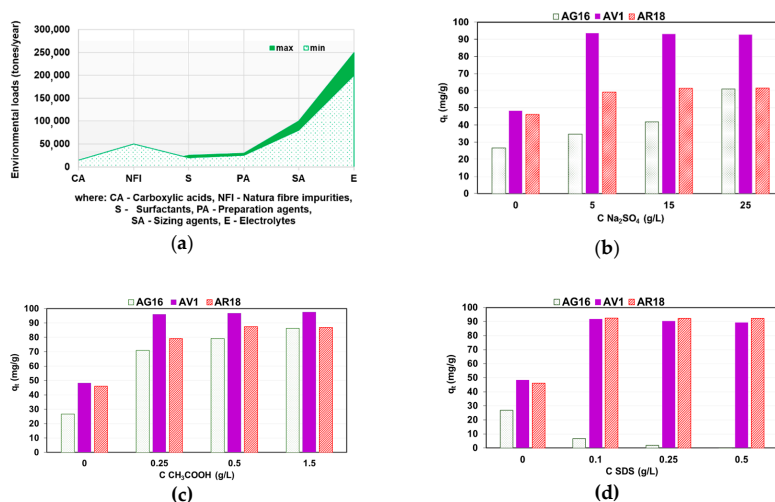 (a)
300,000
250,000
200,000
150,000
100,000
50,000
0
Environmental loads (tones/year)
max min
CA NFI S PA SA E
where: CA - Carboxylic acids, NFI - Natura fibre impurities,
S - Surfactants, PA - Preparation agents,
SA - Sizing agents, E - Electrolytes
(a)
AG16 AV1 AR18
100
90
80
70
60
50
40
30
20
10
0
qt (mg/g)
0 5 15 25
C Na₂SO₄ (g/L)
(b)
AG16 AV1 AR18
100
90
80
70
60
50
40
30
20
10
0
qt (mg/g)
0 0.25 0.5 1.5
C CH₃COOH (g/L)
(c)
AG16 AV1 AR18
100
90
80
70
60
50
40
30
20
10
0
qt (mg/g)
0 0.1 0.25 0.5
C SDS (g/L)
(d)